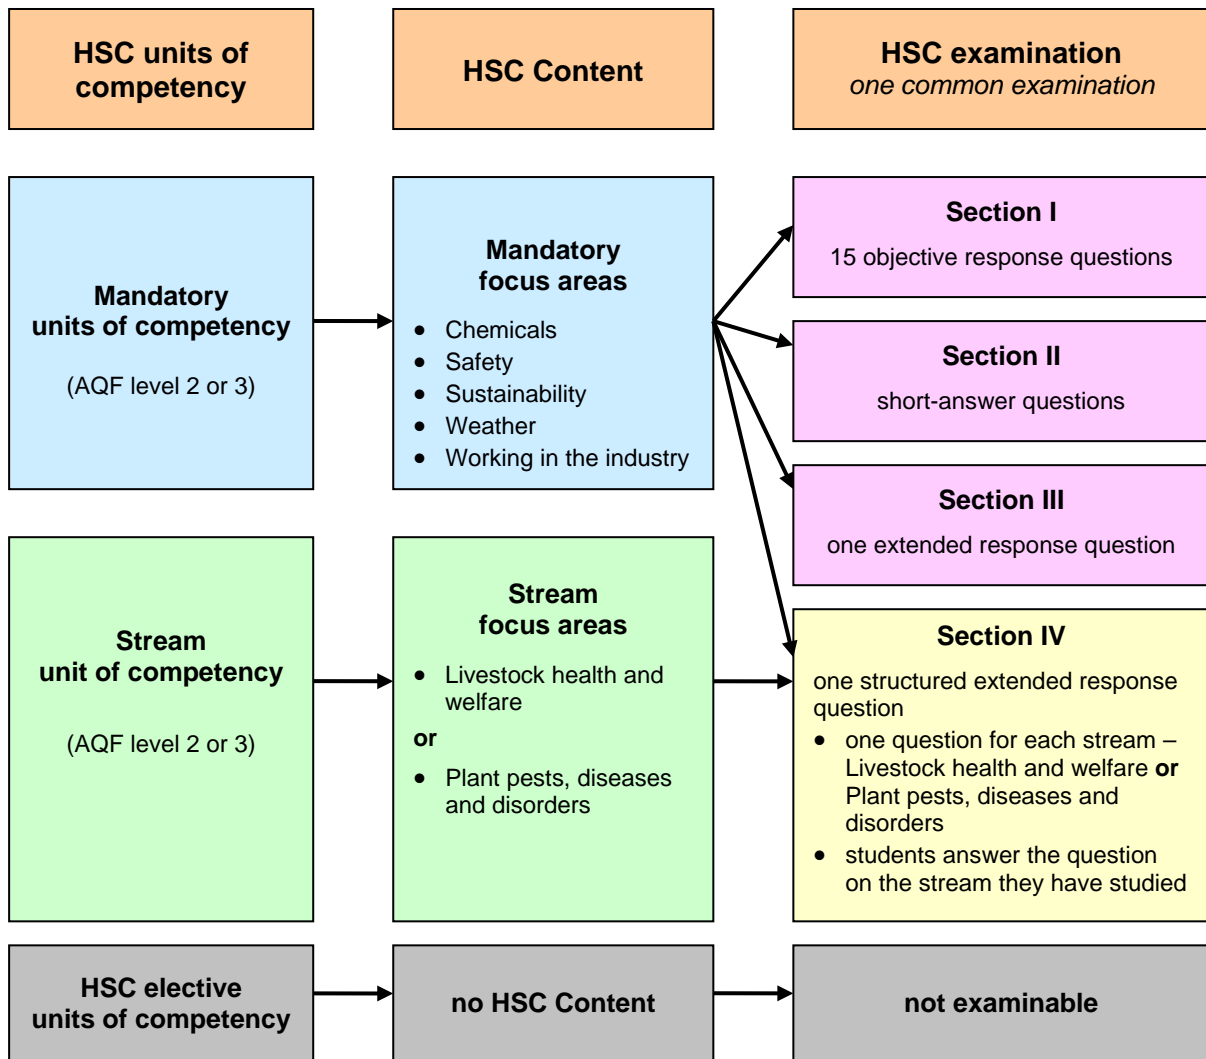 HSC units of
competency
HSC Content
HSC examination
one common examination
Mandatory
units of competency
(AQF level 2 or 3)
Mandatory
focus areas
• Chemicals
• Safety
• Sustainability
• Weather
• Working in the industry
Section I
15 objective response questions
Section II
short-answer questions
Section III
one extended response question
Stream
unit of competency
(AQF level 2 or 3)
Stream
focus areas
• Livestock health and
welfare
or
• Plant pests, diseases
and disorders
Section IV
one structured extended response
question
• one question for each stream –
Livestock health and welfare or
Plant pests, diseases and
disorders
• students answer the question
on the stream they have studied
HSC elective
units of competency
no HSC Content
not examinable